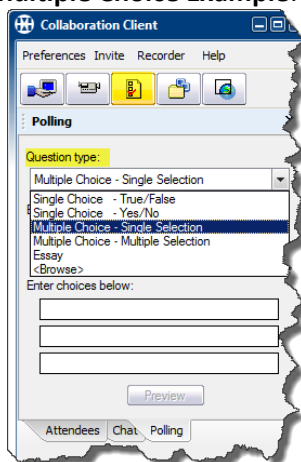 Multiple Choice Example
Collaboration Client
Preferences Invite Recorder Help
Polling
Question type:
Multiple Choice - Single Selection
Single Choice - True/False
Single Choice - Yes/No
Multiple Choice - Single Selection
Multiple Choice - Multiple Selection
Essay
<Browse>
Enter choices below:
Preview
Attendees Chat Polling